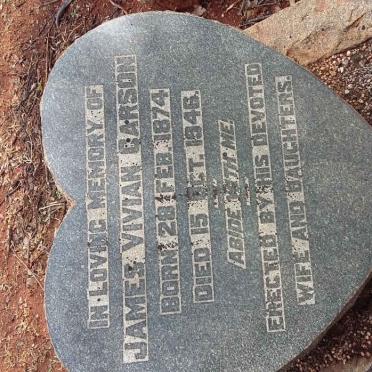 IN LOVING MEMORY OF
JAMES VIVIAN CARSON
BORN 28 FEB. 1874
DIED 15 OCT. 1946.
ABIDE WITH ME!
ERECTED BY HIS DEVOTED
WIFE AND DAUGHTERS.